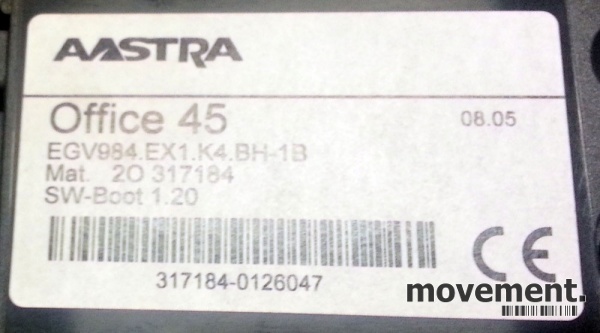 AASTRA
Office 45 08.05
EGV984.EX1.K4.BH-1B
Mat. 2O 317184
SW-Boot 1.20
317184-0126047
CE
movement.